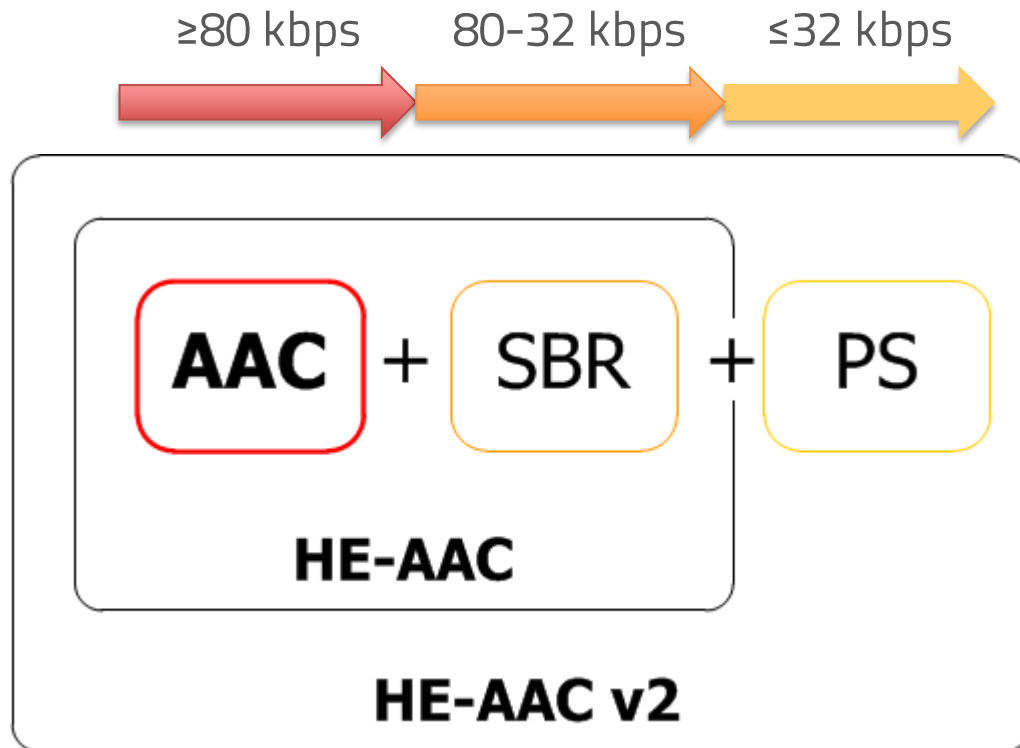 ≥80 kbps 80-32 kbps ≤32 kbps
AAC + SBR + PS
HE-AAC
HE-AAC v2